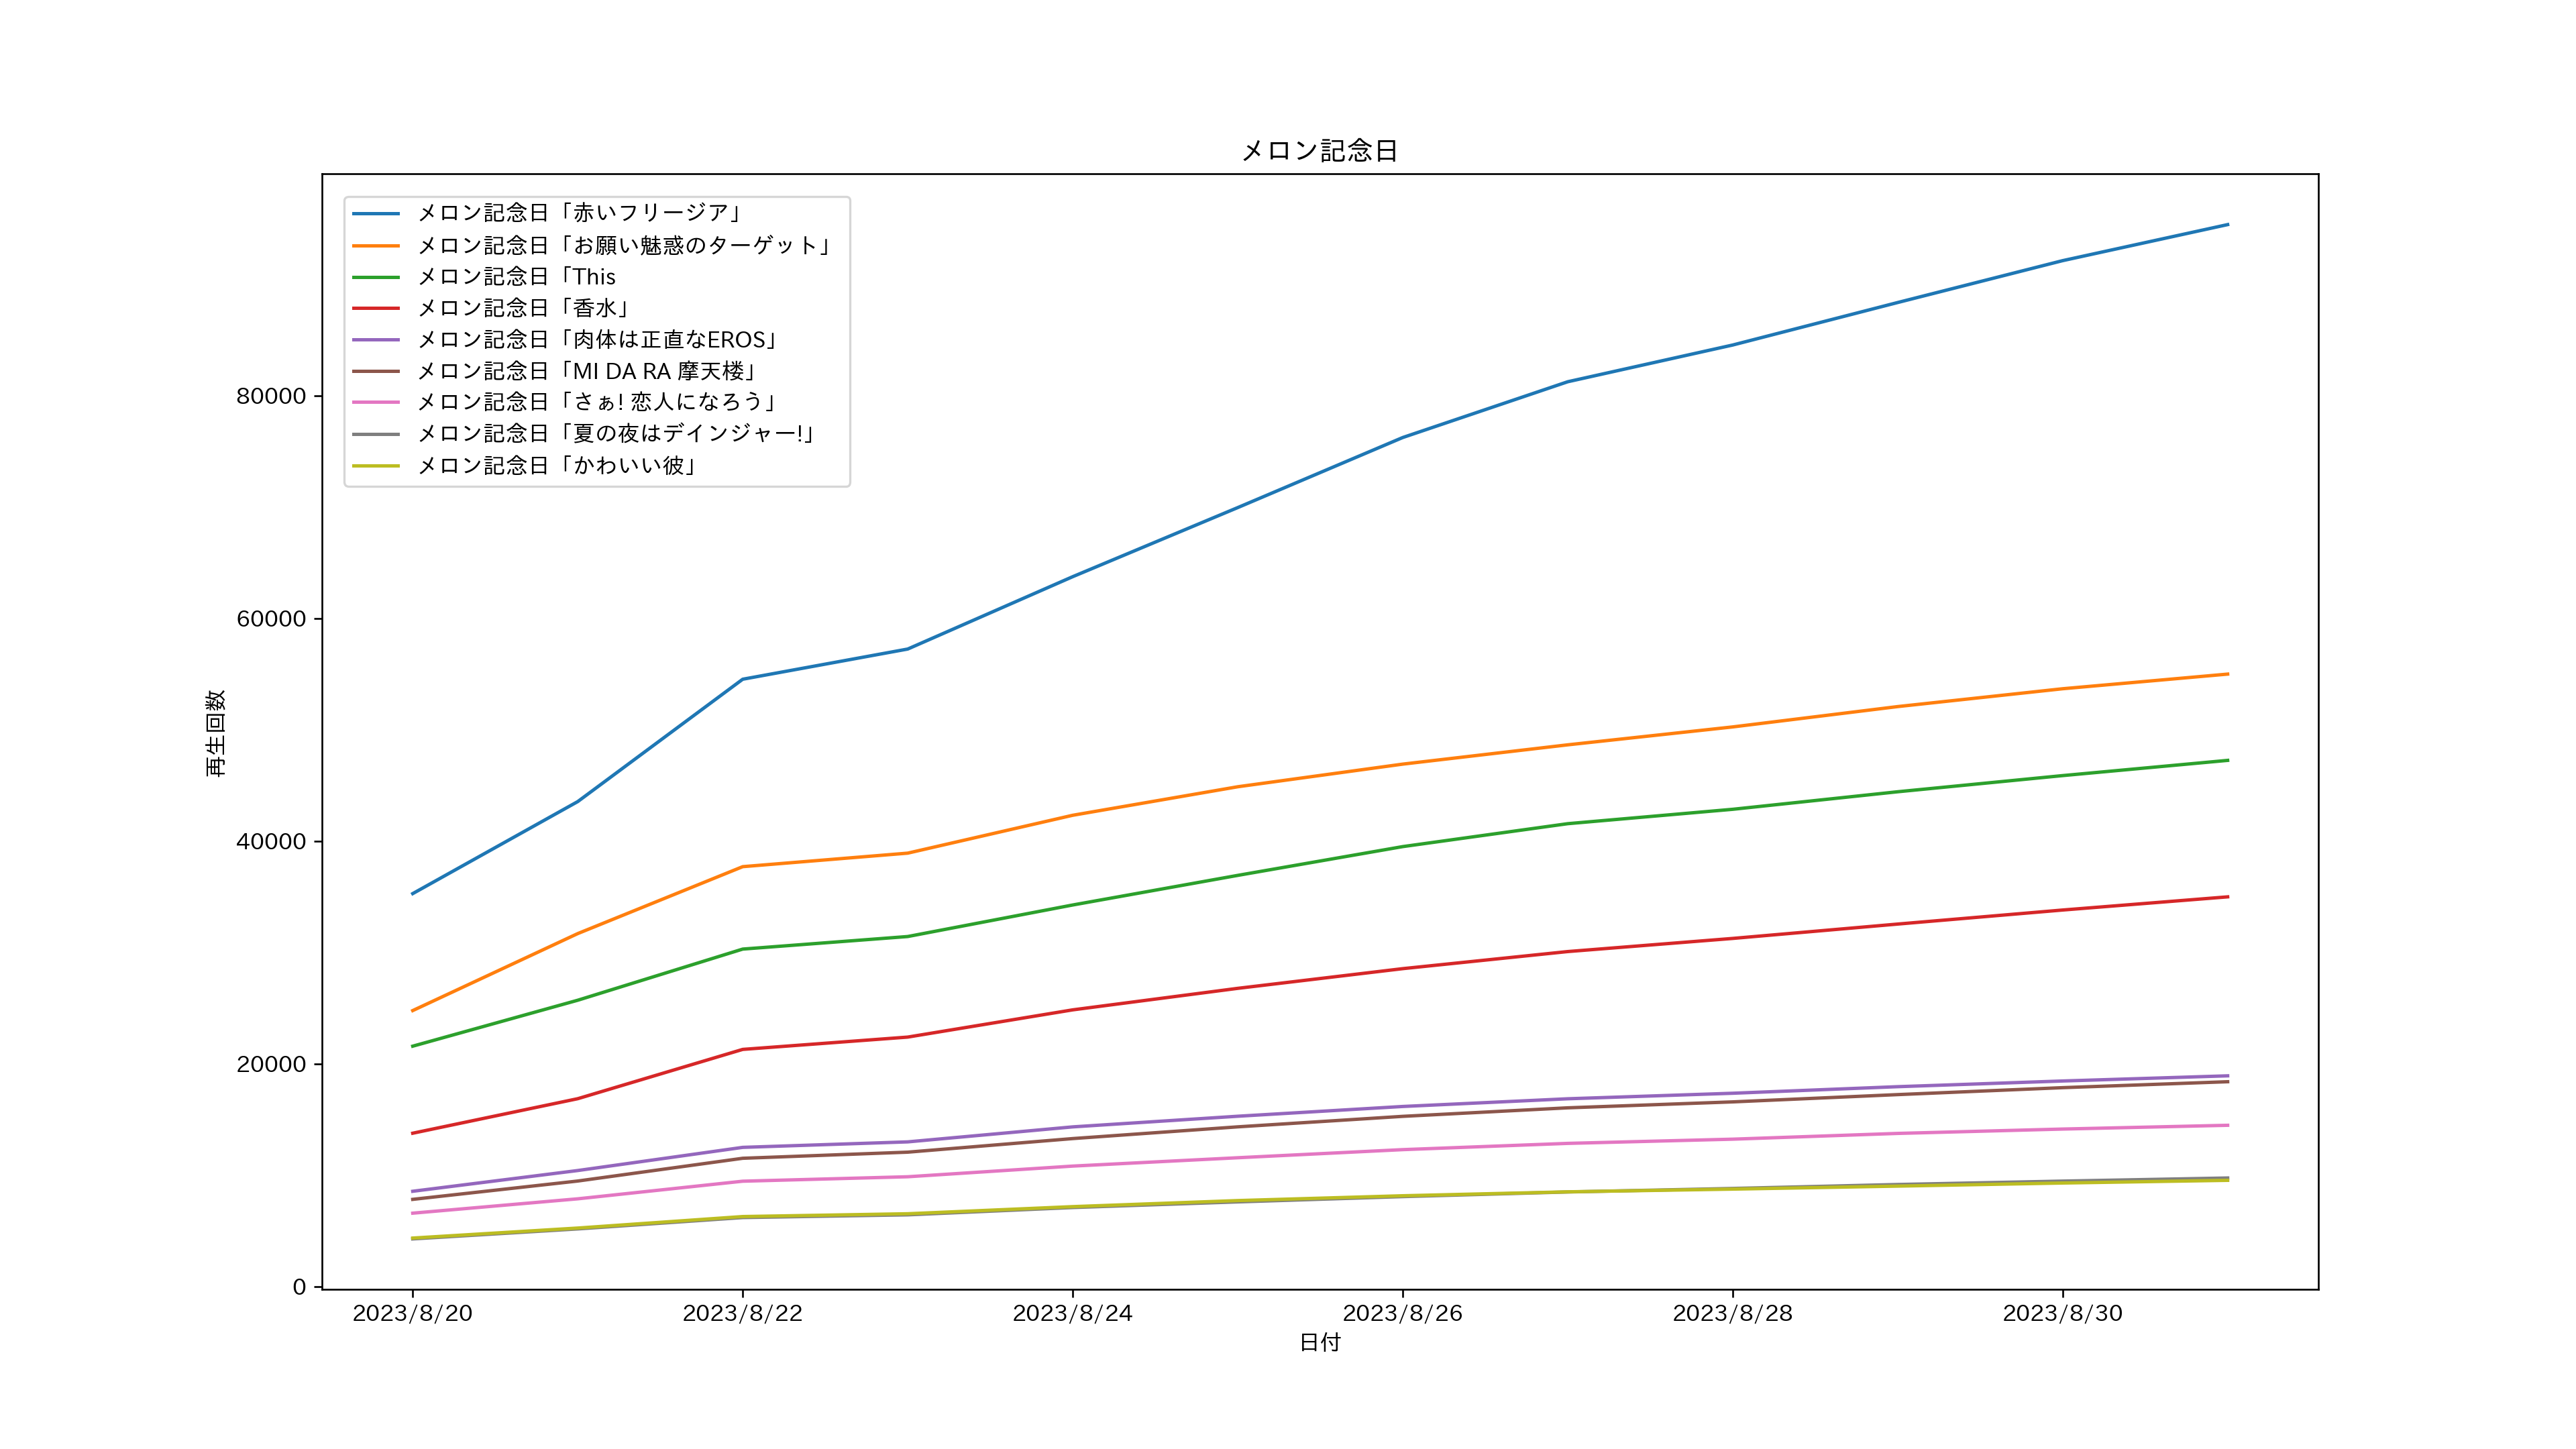 メロン記念日
メロン記念日「赤いフリージア」
メロン記念日「お願い魅惑のターゲット」
メロン記念日「This
メロン記念日「香水」
メロン記念日「肉体は正直なEROS」
メロン記念日「MI DA RA 摩天楼」
メロン記念日「さぁ! 恋人になろう」
メロン記念日「夏の夜はデインジャー!」
メロン記念日「かわいい彼」
80000
60000
40000
20000
0
再生回数
2023/8/20 2023/8/22 2023/8/24 2023/8/26 2023/8/28 2023/8/30
日付